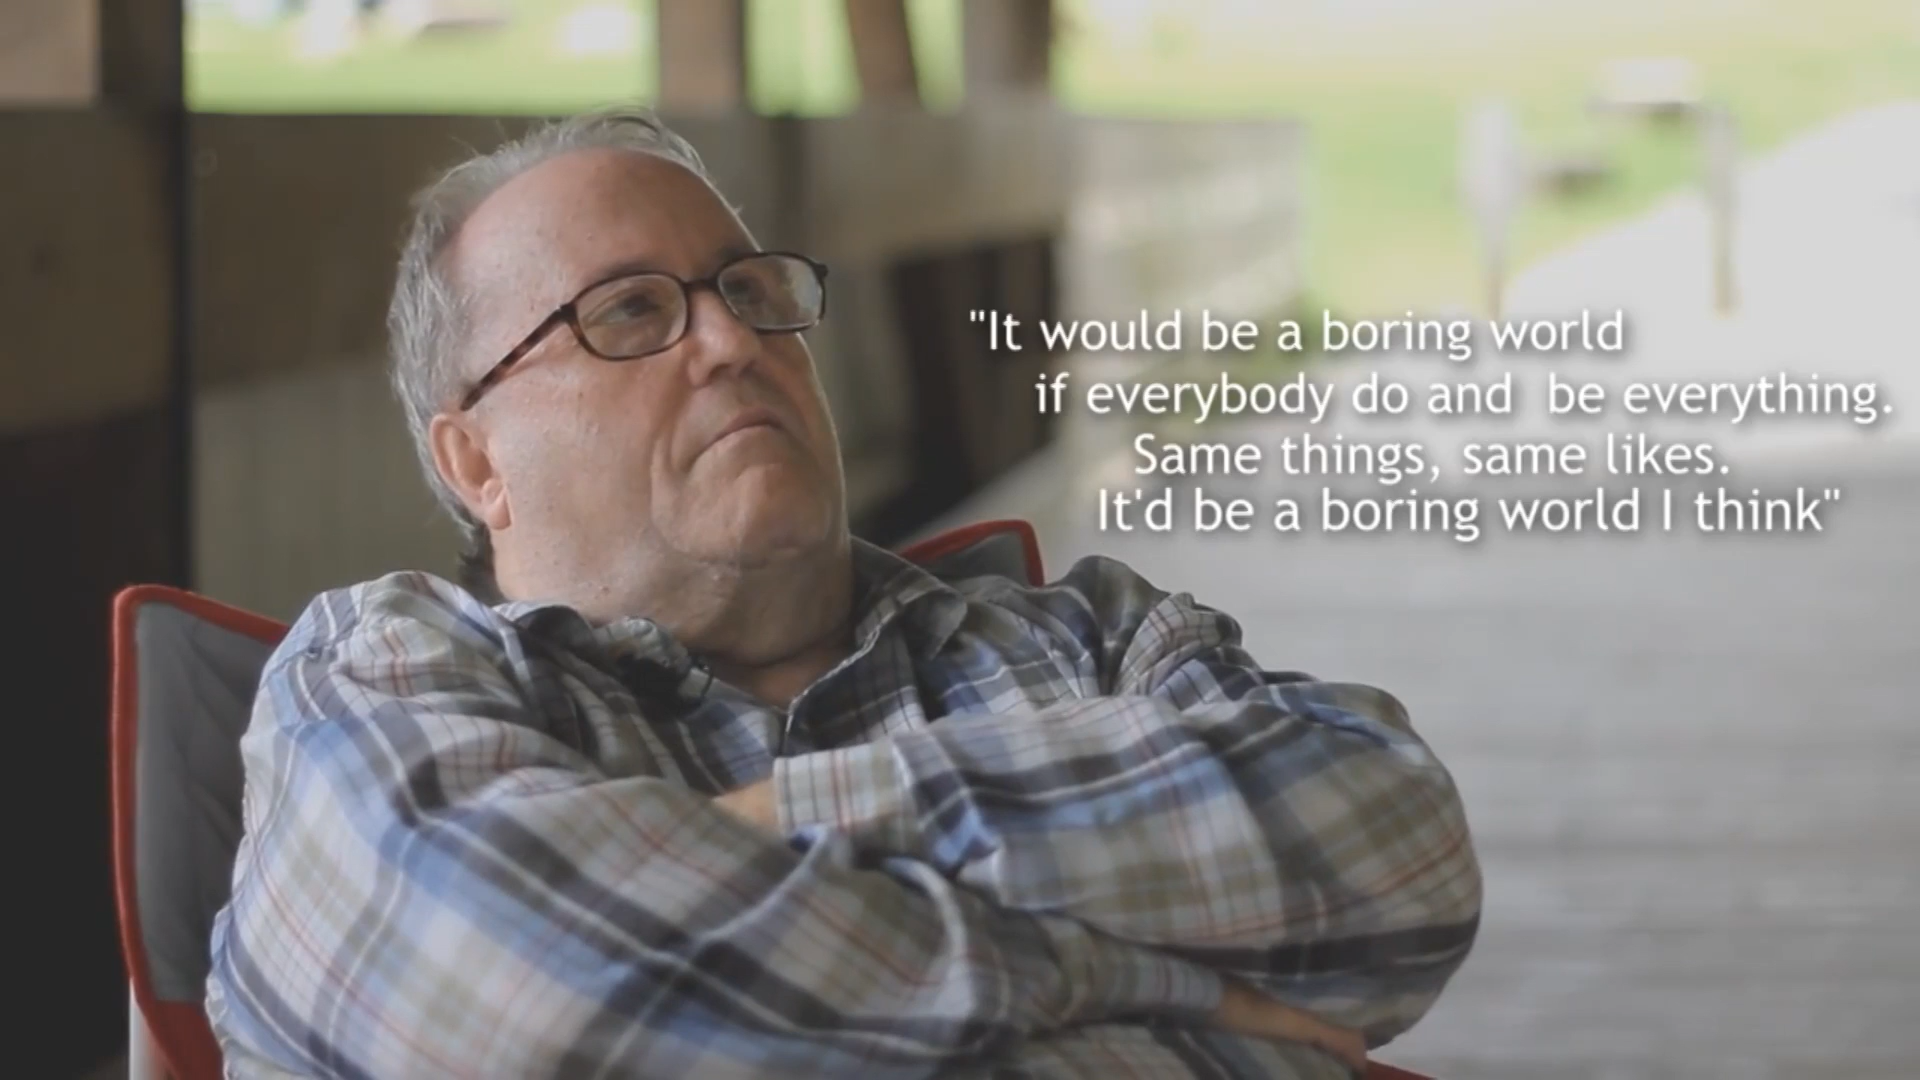 "It would be a boring world
if everybody do and be everything.
Same things, same likes.
It'd be a boring world I think"